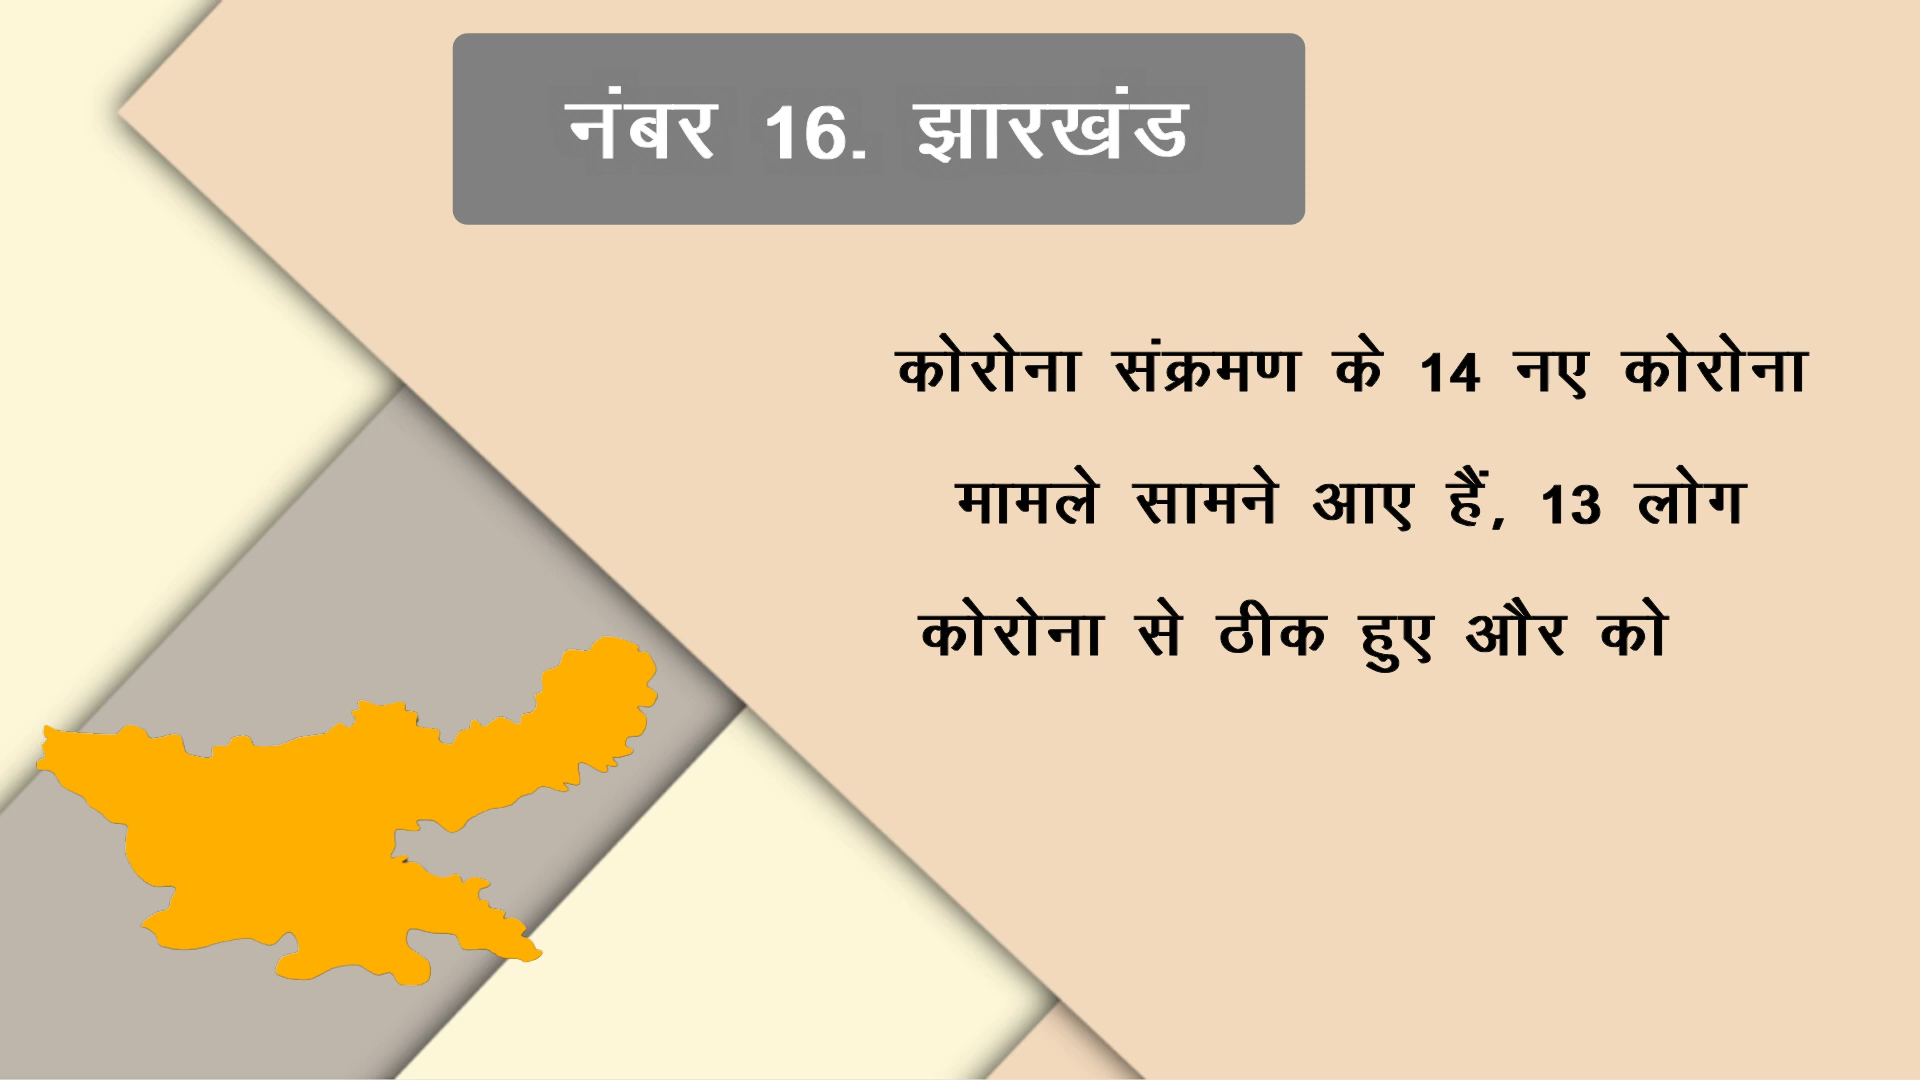 नंबर 16. झारखंड
कोरोना संक्रमण के 14 नए कोरोना
मामले सामने आए हैं, 13 लोग
कोरोना से ठीक हुए और को